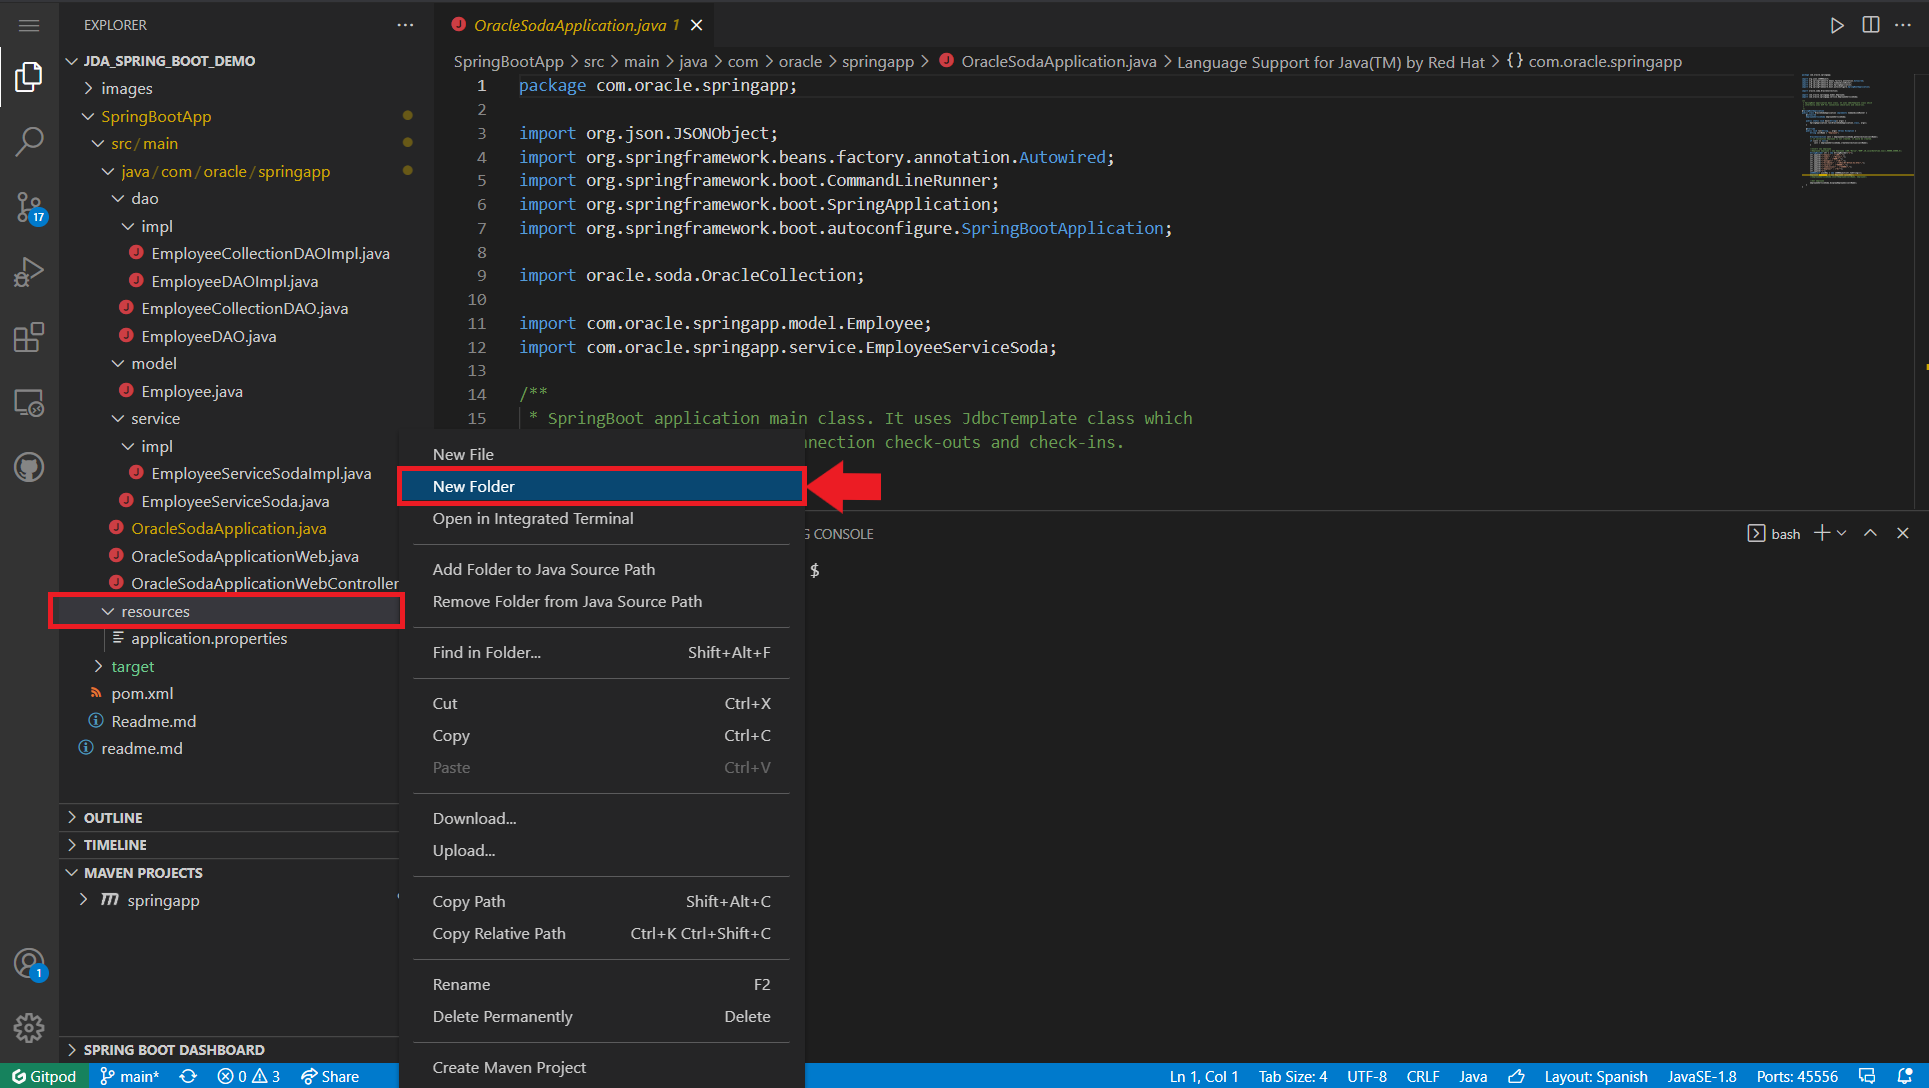 EXPLORER
JDA_SPRING_BOOT_DEMO
images
SpringBootApp
src / main
java / com / oracle / springapp
dao
impl
EmployeeCollectionDAOImpl.java
EmployeeDAOImpl.java
EmployeeCollectionDAO.java
EmployeeDAO.java
model
Employee.java
service
impl
EmployeeServiceSodaImpl.java
EmployeeServiceSoda.java
OracleSodaApplication.java
OracleSodaApplicationWeb.java
OracleSodaApplicationWebController
resources
application.properties
target
pom.xml
Readme.md
readme.md
OUTLINE
TIMELINE
MAVEN PROJECTS
springapp
SPRING BOOT DASHBOARD
17
1
OracleSodaApplication.java 1
SpringBootApp > src > main > java > com > oracle > springapp > OracleSodaApplication.java > Language Support for Java(TM) by Red Hat > {} com.oracle.springapp
1 package com.oracle.springapp;
2
3 import org.json.JSONObject;
4 import org.springframework.beans.factory.annotation.Autowired;
5 import org.springframework.boot.CommandLineRunner;
6 import org.springframework.boot.SpringApplication;
7 import org.springframework.boot.autoconfigure.SpringBootApplication;
8
9 import oracle.soda.OracleCollection;
10
11 import com.oracle.springapp.model.Employee;
12 import com.oracle.springapp.service.EmployeeServiceSoda;
13
14 /**
15 * SpringBoot application main class. It uses JdbcTemplate class which
nnection check-outs and check-ins.
New File
New Folder
Open in Integrated Terminal
Add Folder to Java Source Path
Remove Folder from Java Source Path
Find in Folder... Shift+Alt+F
Cut Ctrl+X
Copy Ctrl+C
Paste Ctrl+V
Download...
Upload...
Copy Path Shift+Alt+C
Copy Relative Path Ctrl+K Ctrl+Shift+C
Rename F2
Delete Permanently Delete
Create Maven Project
G CONSOLE
bash
$
Gitpod main* 0 3 Share
Ln 1, Col 1 Tab Size: 4 UTF-8 CRLF Java Layout: Spanish JavaSE-1.8 Ports: 45556